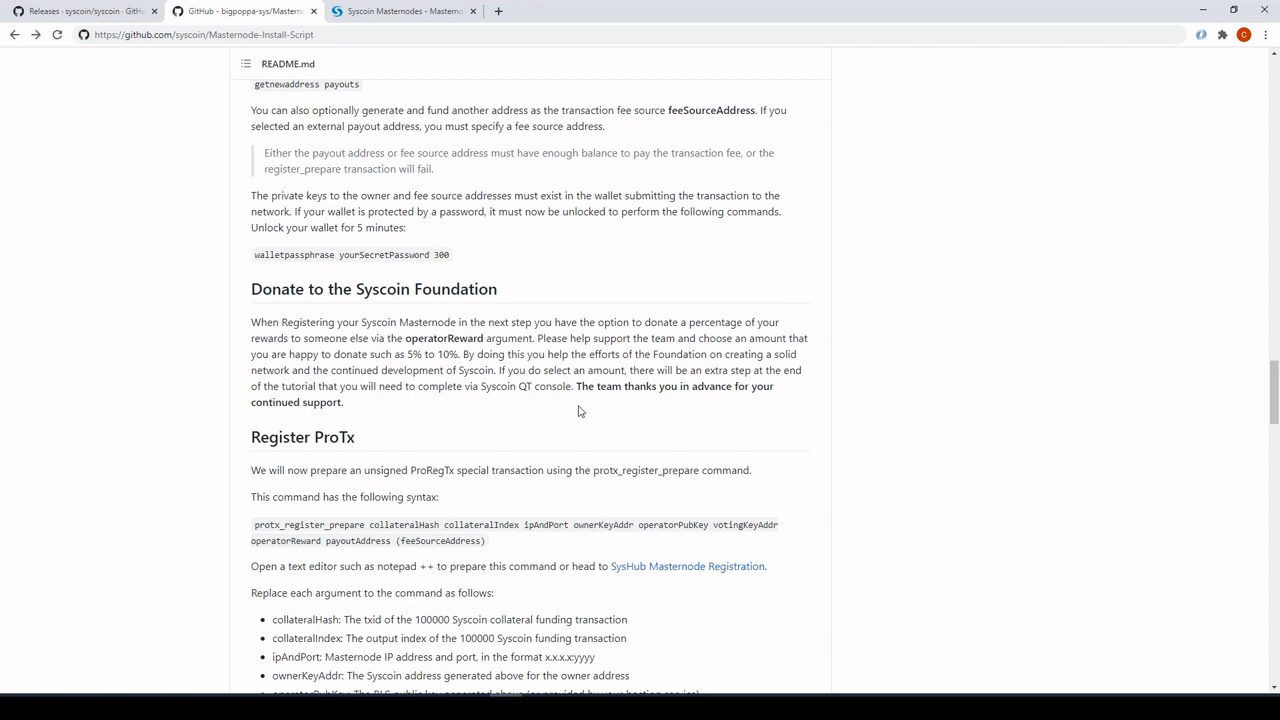 Releases · syscoin/syscoin · GitHu
GitHub - bigpoppa-sys/Masterno
Syscoin Masternodes - Masterno
https://github.com/syscoin/Masternode-Install-Script
C
README.md
getnewaddress payouts
You can also optionally generate and fund another address as the transaction fee source feeSourceAddress. If you
selected an external payout address, you must specify a fee source address.
Either the payout address or fee source address must have enough balance to pay the transaction fee, or the
register_prepare transaction will fail.
The private keys to the owner and fee source addresses must exist in the wallet submitting the transaction to the
network. If your wallet is protected by a password, it must now be unlocked to perform the following commands.
Unlock your wallet for 5 minutes:
walletpassphrase yourSecretPassword 300
Donate to the Syscoin Foundation
When Registering your Syscoin Masternode in the next step you have the option to donate a percentage of your
rewards to someone else via the operatorReward argument. Please help support the team and choose an amount that
you are happy to donate such as 5% to 10%. By doing this you help the efforts of the Foundation on creating a solid
network and the continued development of Syscoin. If you do select an amount, there will be an extra step at the end
of the tutorial that you will need to complete via Syscoin QT console. The team thanks you in advance for your
continued support.
Register ProTx
We will now prepare an unsigned ProRegTx special transaction using the protx_register_prepare command.
This command has the following syntax:
protx_register_prepare collateralHash collateralIndex ipAndPort ownerKeyAddr operatorPubKey votingKeyAddr
operatorReward payoutAddress (feeSourceAddress)
Open a text editor such as notepad ++ to prepare this command or head to SysHub Masternode Registration.
Replace each argument to the command as follows:
collateralHash: The txid of the 100000 Syscoin collateral funding transaction
collateralIndex: The output index of the 100000 Syscoin funding transaction
ipAndPort: Masternode IP address and port, in the format x.x.x.x:yyyy
ownerKeyAddr: The Syscoin address generated above for the owner address
operatorPubKey: The BLS public key generated above (or provided by your hosting service)